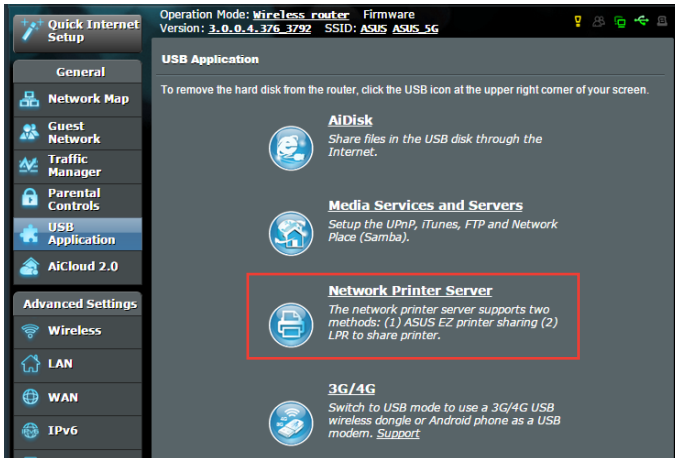 Quick Internet
Setup
Operation Mode: Wireless router Firmware
Version: 3.0.0.4.376_3792 SSID: ASUS ASUS_5G
General
Network Map
Guest
Network
Traffic
Manager
Parental
Controls
USB
Application
AiCloud 2.0
Advanced Settings
Wireless
LAN
WAN
IPv6
USB Application
To remove the hard disk from the router, click the USB icon at the upper right corner of your screen.
AiDisk
Share files in the USB disk through the
Internet.
Media Services and Servers
Setup the UPnP, iTunes, FTP and Network
Place (Samba).
Network Printer Server
The network printer server supports two
methods: (1) ASUS EZ printer sharing (2)
LPR to share printer.
3G/4G
Switch to USB mode to use a 3G/4G USB
wireless dongle or Android phone as a USB
modem. Support